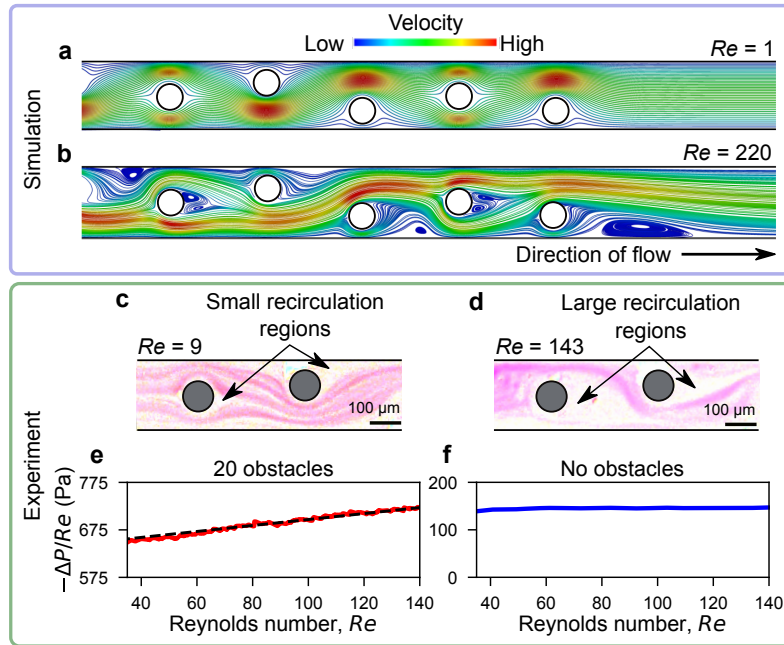 Simulation
Velocity
Low High
a
Re = 1
b
Re = 220
Direction of flow
Experiment
c
Small recirculation
regions
Re = 9
100 µm
d
Large recirculation
regions
Re = 143
100 µm
e
20 obstacles
−ΔP/Re (Pa)
775
675
575
40 60 80 100 120 140
Reynolds number, Re
f
No obstacles
200
100
0
40 60 80 100 120 140
Reynolds number, Re